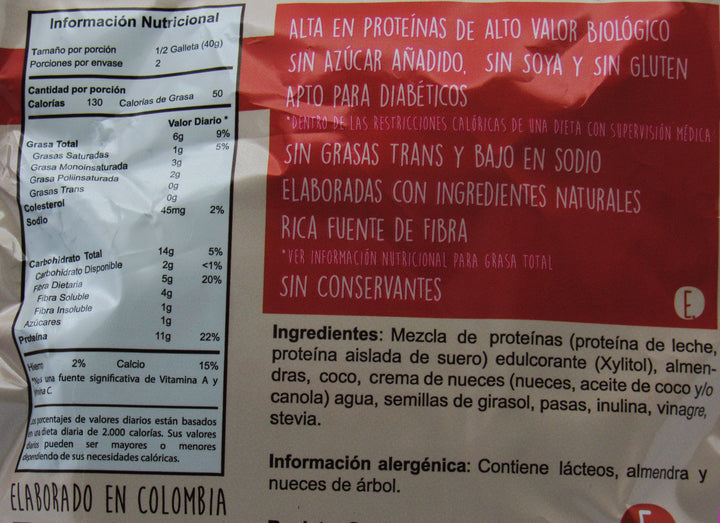 Información Nutricional
Tamaño por porción 1/2 Galleta (40g)
Porciones por envase 2
Cantidad por porción
Calorías 130 Calorías de Grasa 50
Valor Diario *
Grasa Total 6g 9%
Grasas Saturadas 1g 5%
Grasa Monoinsaturada 3g
Grasa Poliinsaturada 2g
Grasas Trans 0g
Colesterol 0g
Sodio 45mg 2%
Carbohidrato Total 14g 5%
Carbohidrato Disponible 2g <1%
Fibra Dietaria 5g 20%
Fibra Soluble 4g
Fibra Insoluble 1g
Azúcares 1g
Proteína 11g 22%
Hierro 2% Calcio 15%
una fuente significativa de Vitamina A y
C
porcentajes de valores diarios están basados
en una dieta diaria de 2.000 calorías. Sus valores
diarios pueden ser mayores o menores
dependiendo de sus necesidades calóricas.
ELABORADO EN COLOMBIA
ALTA EN PROTEÍNAS DE ALTO VALOR BIOLÓGICO
SIN AZÚCAR AÑADIDO, SIN SOYA Y SIN GLUTEN
APTO PARA DIABÉTICOS
*DENTRO DE LAS RESTRICCIONES CALÓRICAS DE UNA DIETA CON SUPERVISIÓN MÉDICA
SIN GRASAS TRANS Y BAJO EN SODIO
ELABORADAS CON INGREDIENTES NATURALES
RICA FUENTE DE FIBRA
*VER INFORMACIÓN NUTRICIONAL PARA GRASA TOTAL
SIN CONSERVANTES
E.
Ingredientes: Mezcla de proteínas (proteína de leche,
proteína aislada de suero) edulcorante (Xylitol), almen-
dras, coco, crema de nueces (nueces, aceite de coco y/o
canola) agua, semillas de girasol, pasas, inulina, vinagre,
stevia.
Información alergénica: Contiene lácteos, almendra y
nueces de árbol.